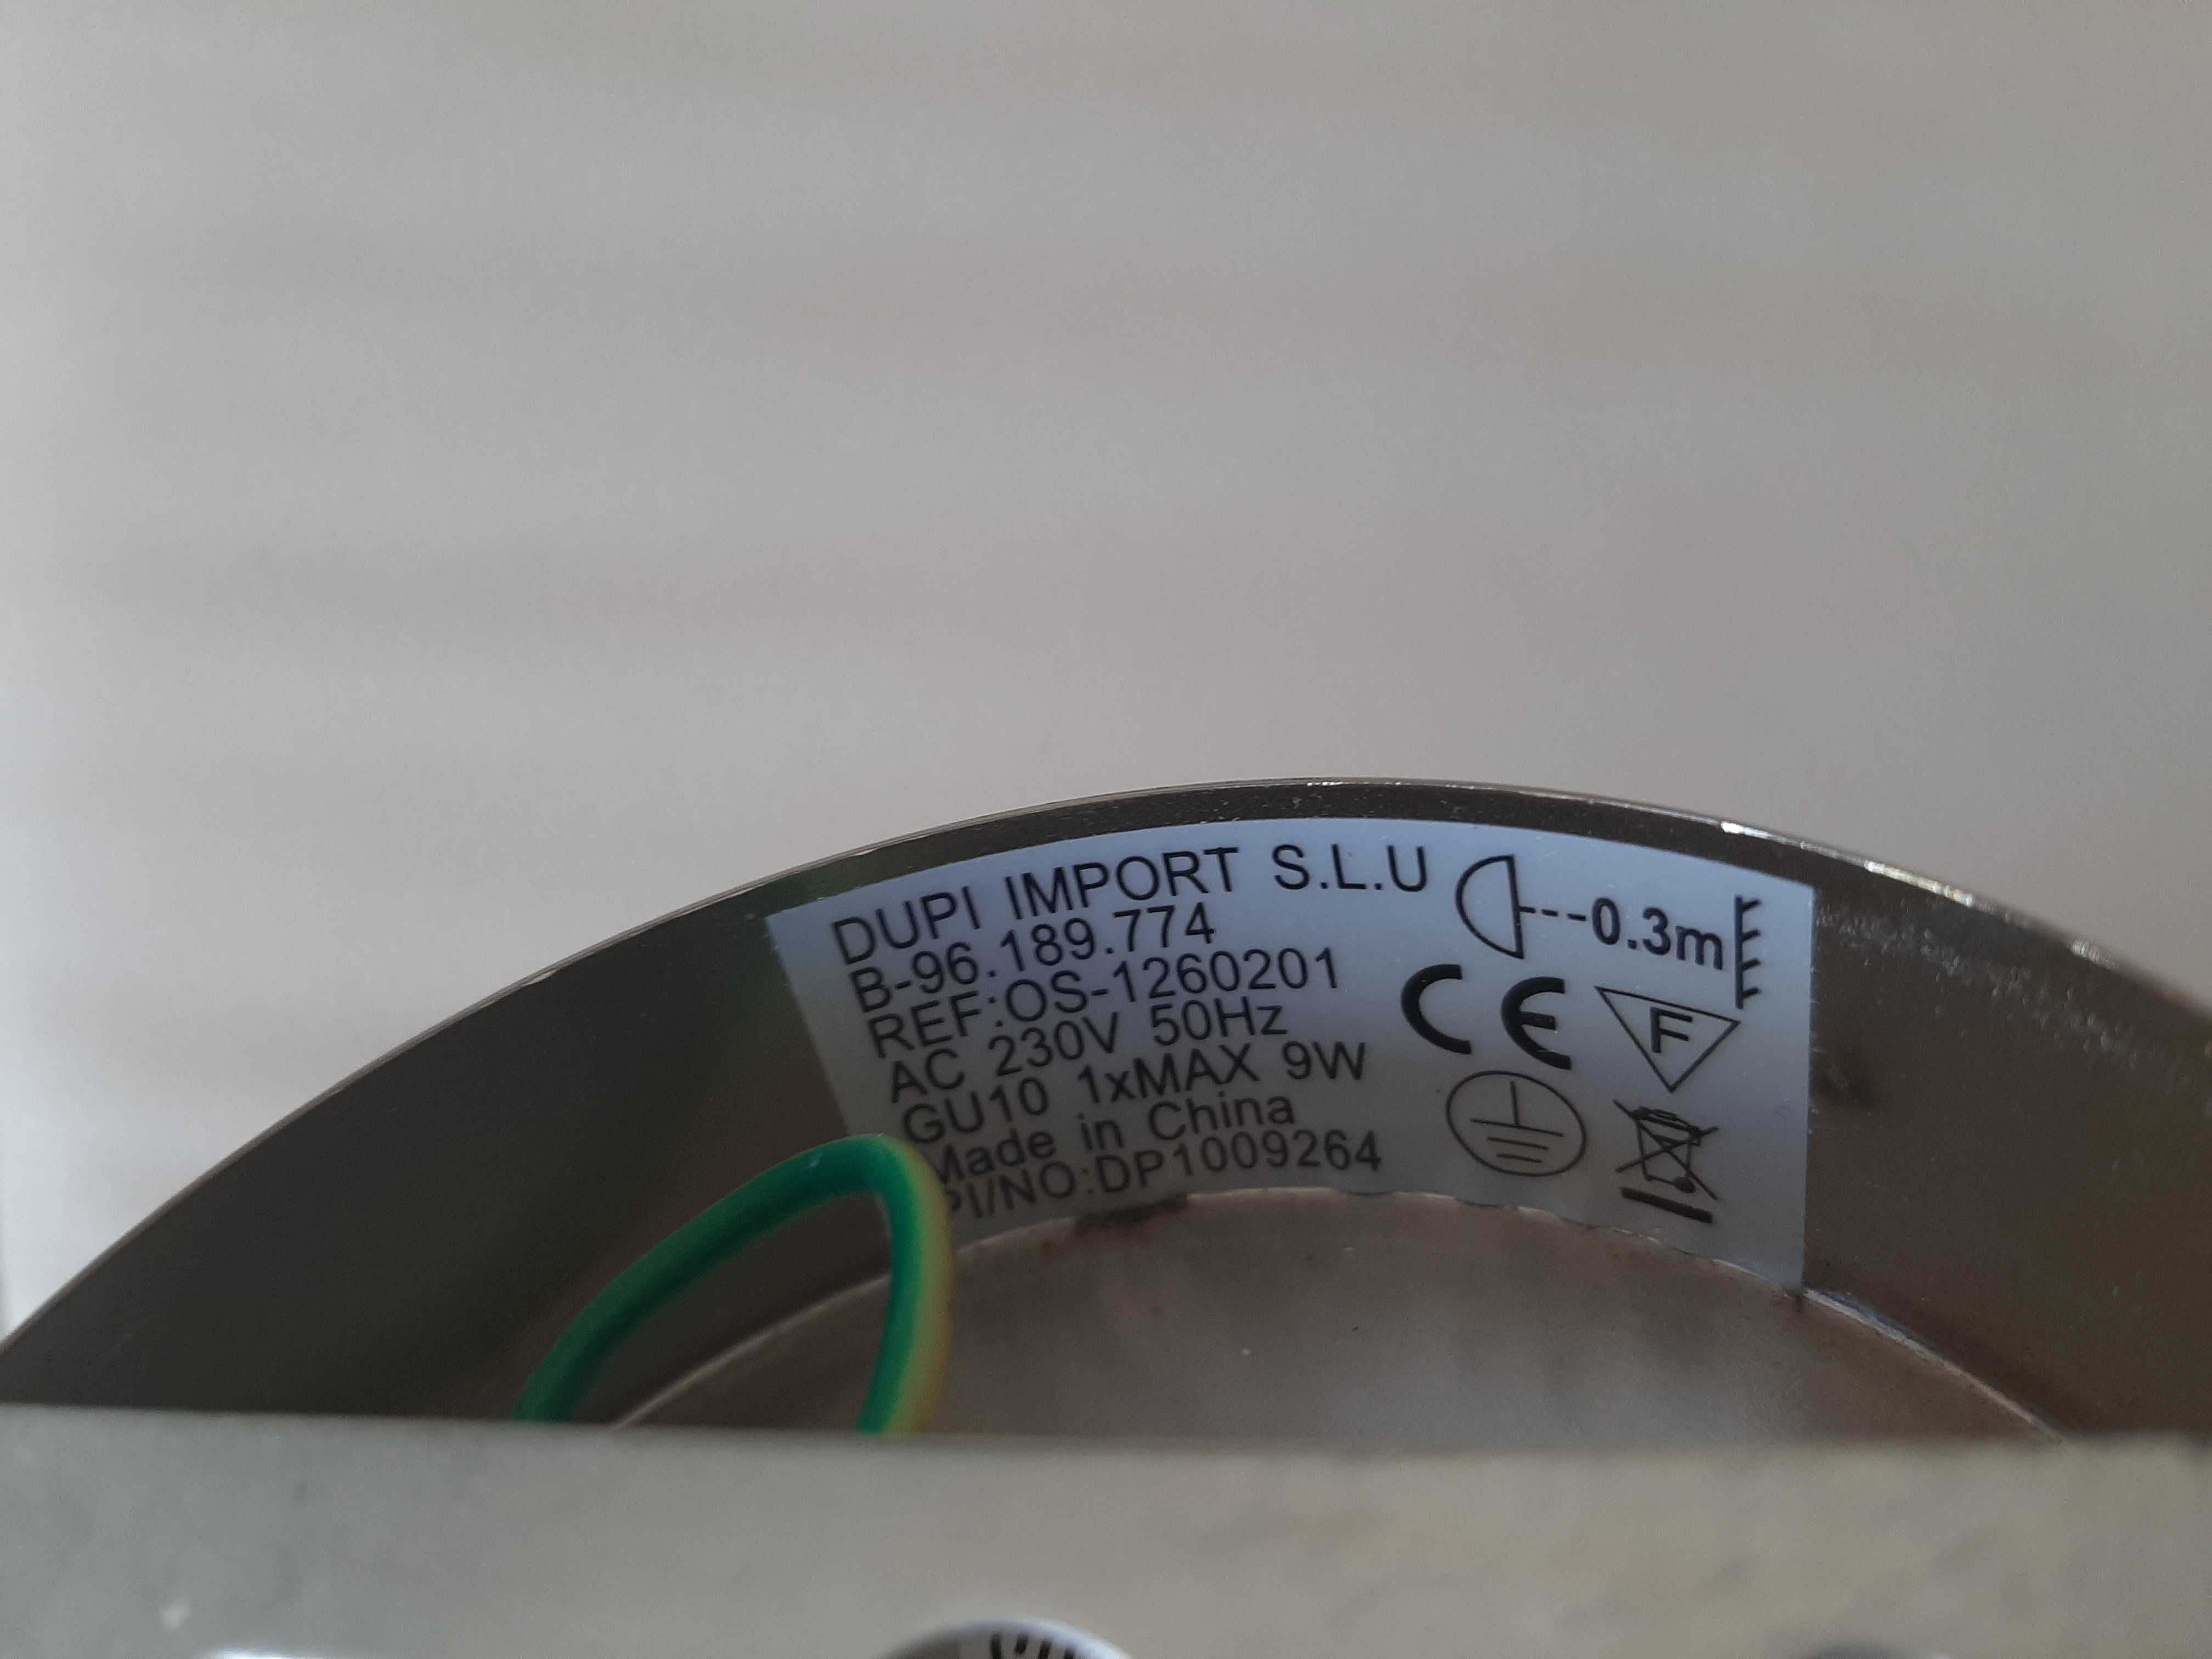 DUPI IMPORT S.L.U
B-96.189.774
REF:OS-1260201
AC 230V 50Hz
GU10 1xMAX 9W
Made in China
PI/NO:DP1009264
0.3m
CE
F